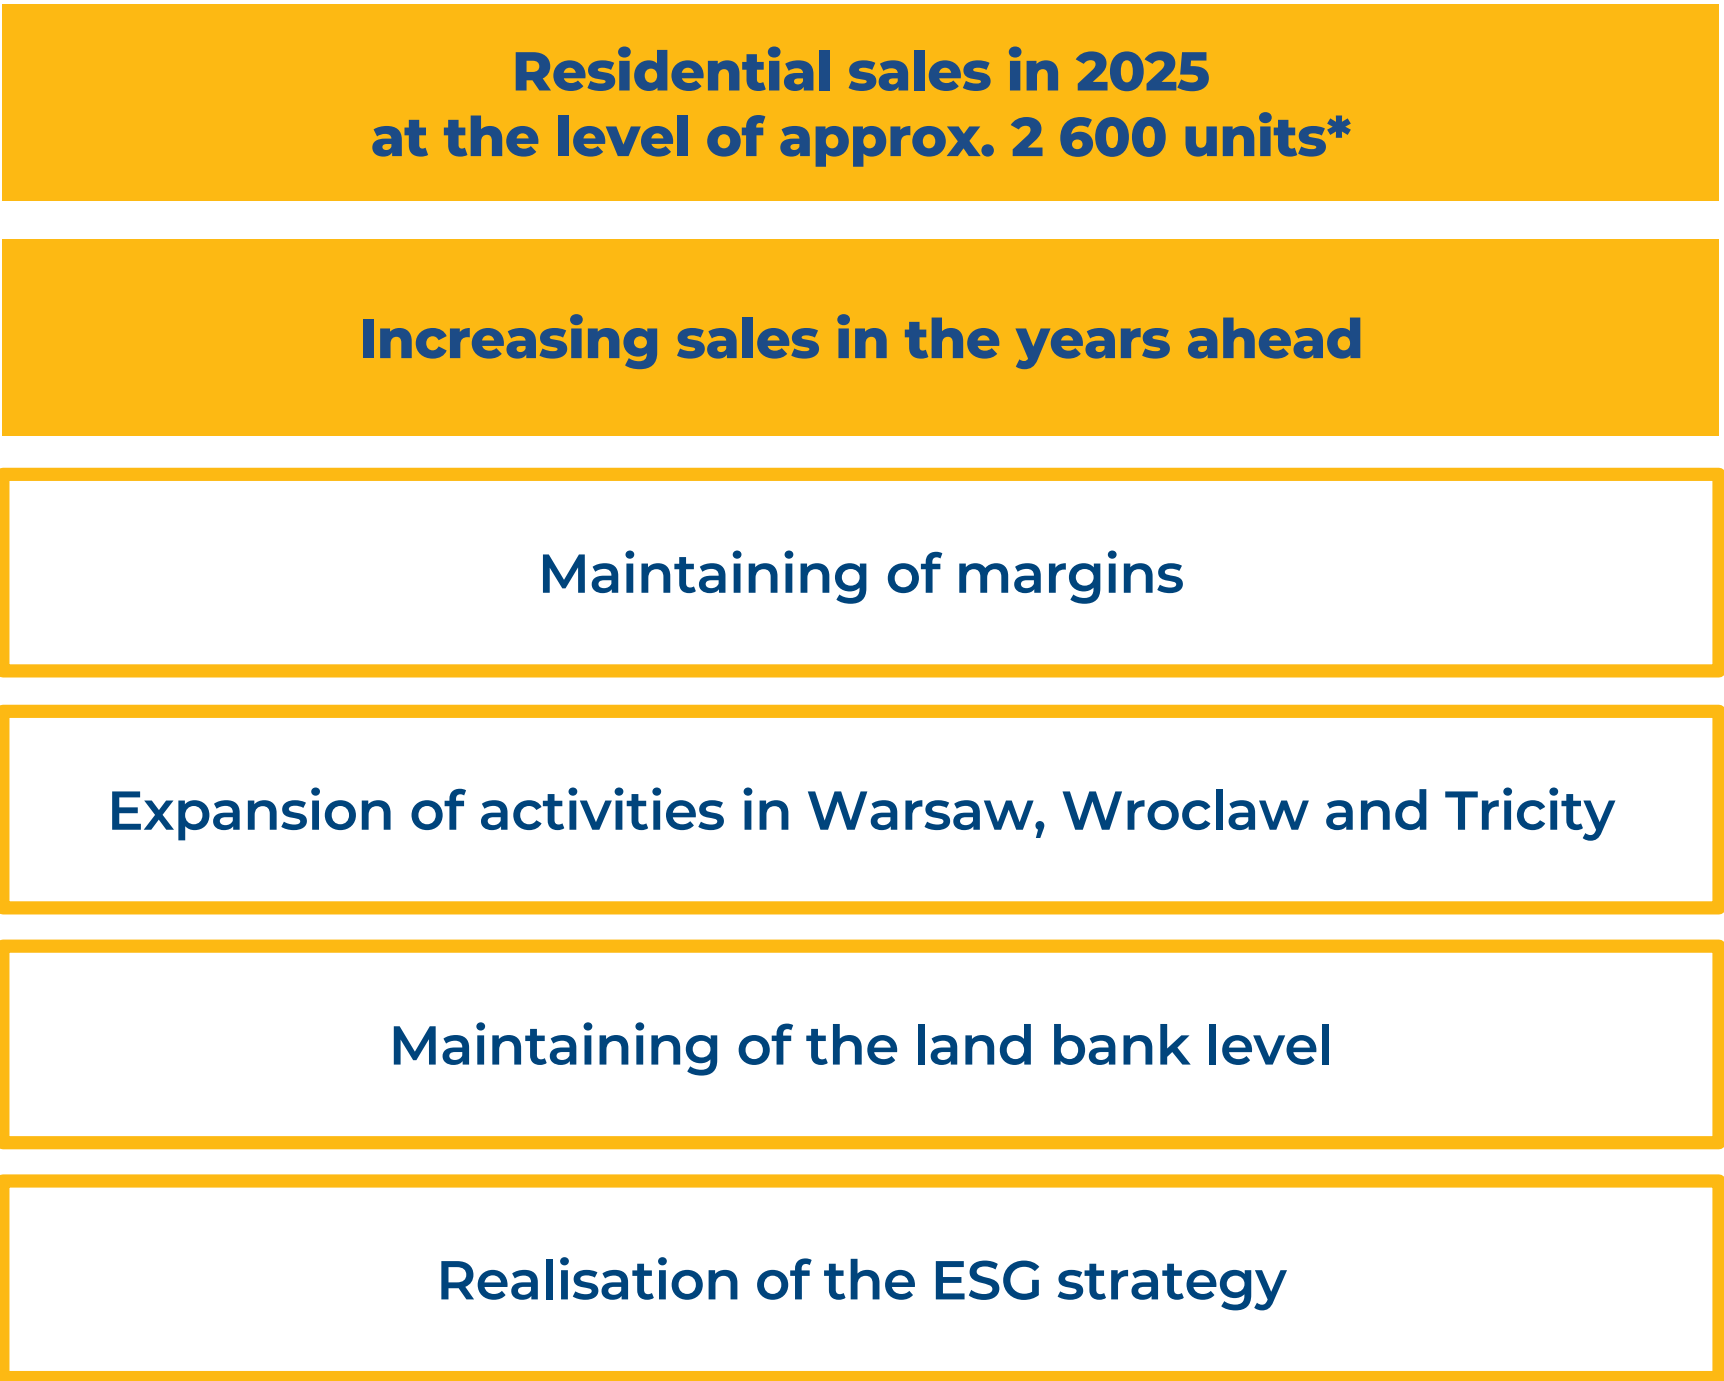 Residential sales in 2025
at the level of approx. 2 600 units*
Increasing sales in the years ahead
Maintaining of margins
Expansion of activities in Warsaw, Wroclaw and Tricity
Maintaining of the land bank level
Realisation of the ESG strategy